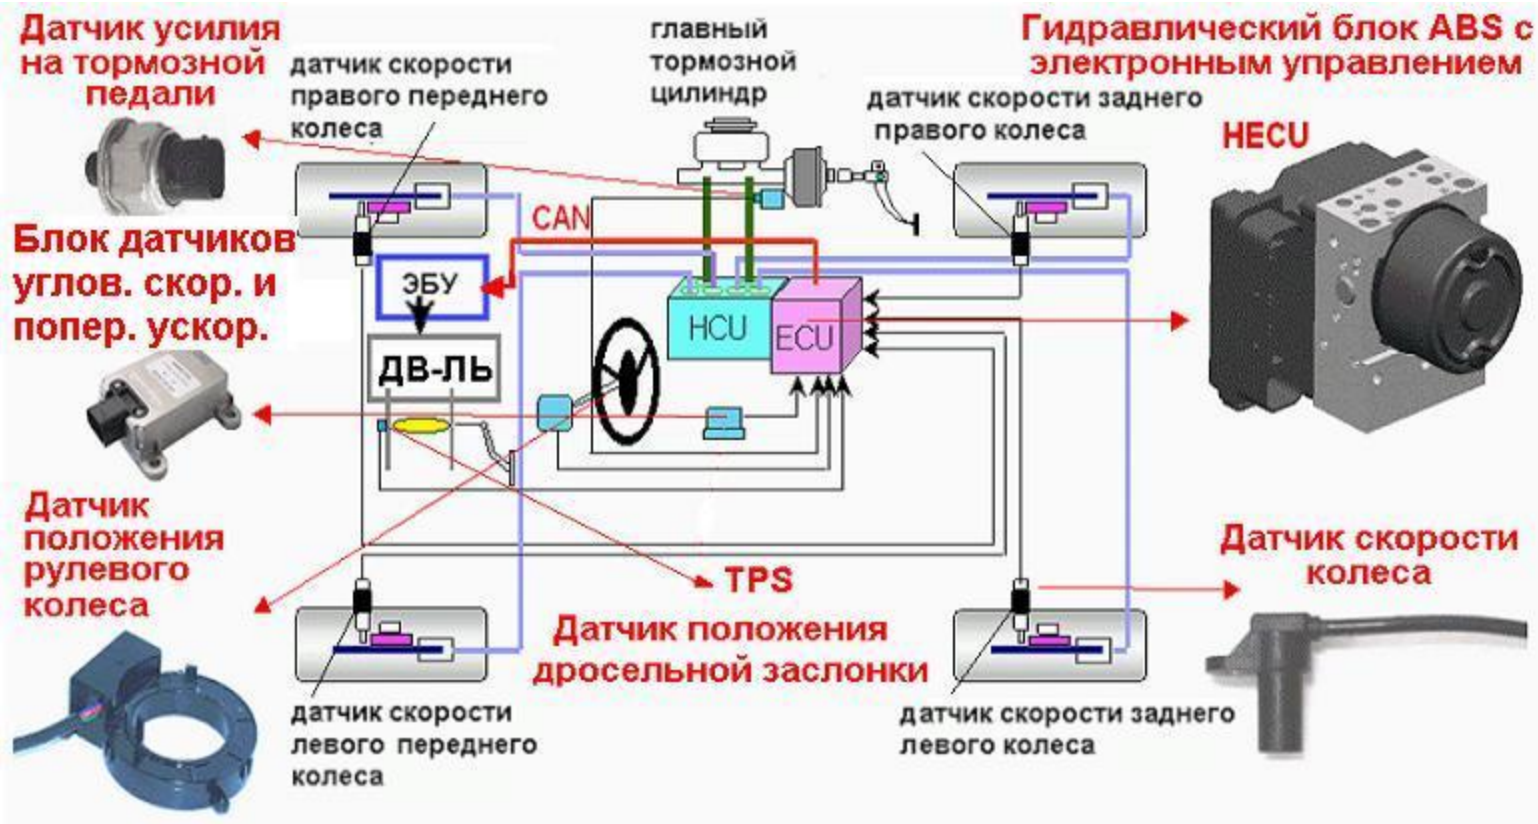 Датчик усилия
на тормозной
педали
датчик скорости
правого переднего
колеса
главный
тормозной
цилиндр
датчик скорости заднего
правого колеса
Гидравлический блок ABS с
электронным управлением
HECU
Блок датчиков
углов. скор. и
попер. ускор.
CAN
ЭБУ
ДВ-ЛЬ
HCU
ECU
Датчик
положения
рулевого
колеса
TPS
Датчик положения
дросельной заслонки
Датчик скорости
колеса
датчик скорости
левого переднего
колеса
датчик скорости заднего
левого колеса